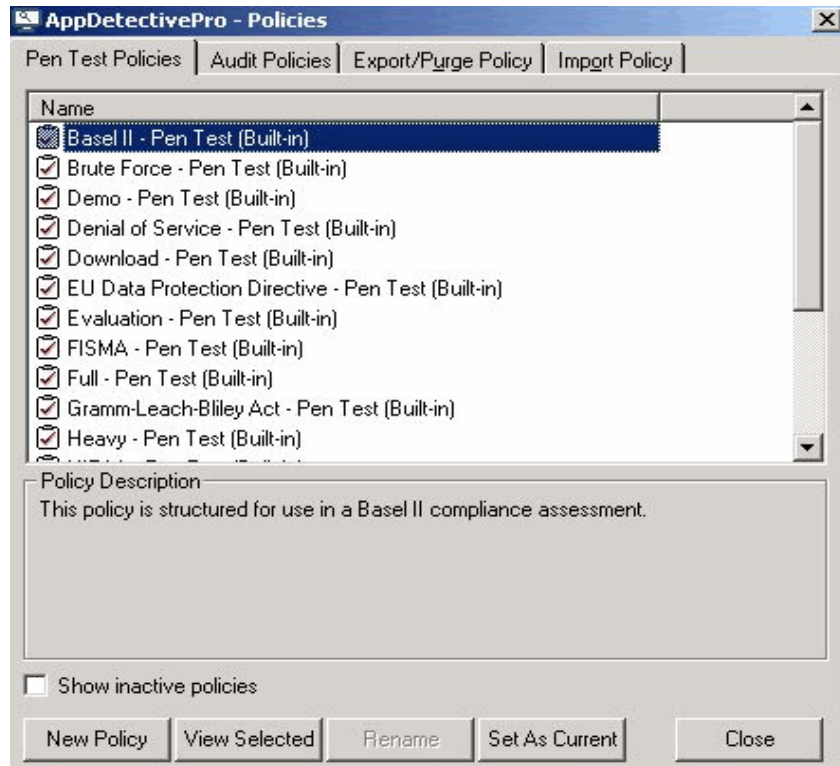 AppDetectivePro - Policies
Pen Test Policies Audit Policies Export/Purge Policy Import Policy
Name
Basel II - Pen Test (Built-in)
Brute Force - Pen Test (Built-in)
Demo - Pen Test (Built-in)
Denial of Service - Pen Test (Built-in)
Download - Pen Test (Built-in)
EU Data Protection Directive - Pen Test (Built-in)
Evaluation - Pen Test (Built-in)
FISMA - Pen Test (Built-in)
Full - Pen Test (Built-in)
Gramm-Leach-Bliley Act - Pen Test (Built-in)
Heavy - Pen Test (Built-in)
Policy Description
This policy is structured for use in a Basel II compliance assessment.
Show inactive policies
New Policy View Selected Rename Set As Current Close